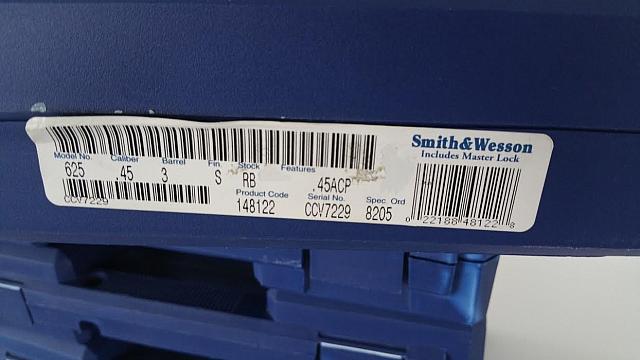 Smith&Wesson
Includes Master Lock
Model No. Caliber Barrel Fin. Stock Features
625 45 3 S RB .45ACP
CCV7229
Product Code Serial No. Spec Ord
148122 CCV7229 8205
0 22188 48122 8